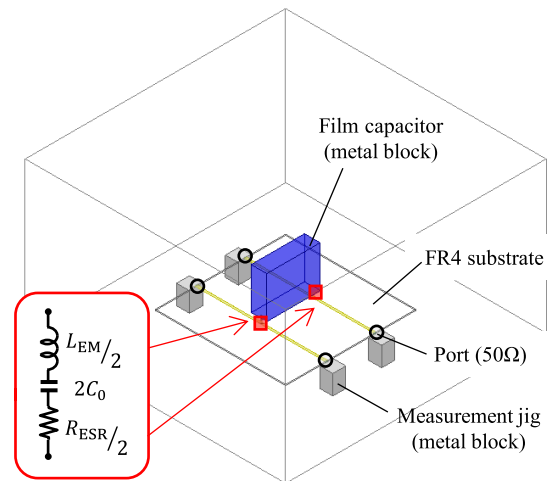 Film capacitor
(metal block)
FR4 substrate
Port (50Ω)
Measurement jig
(metal block)
L_EM/2
2C_0
R_ESR/2